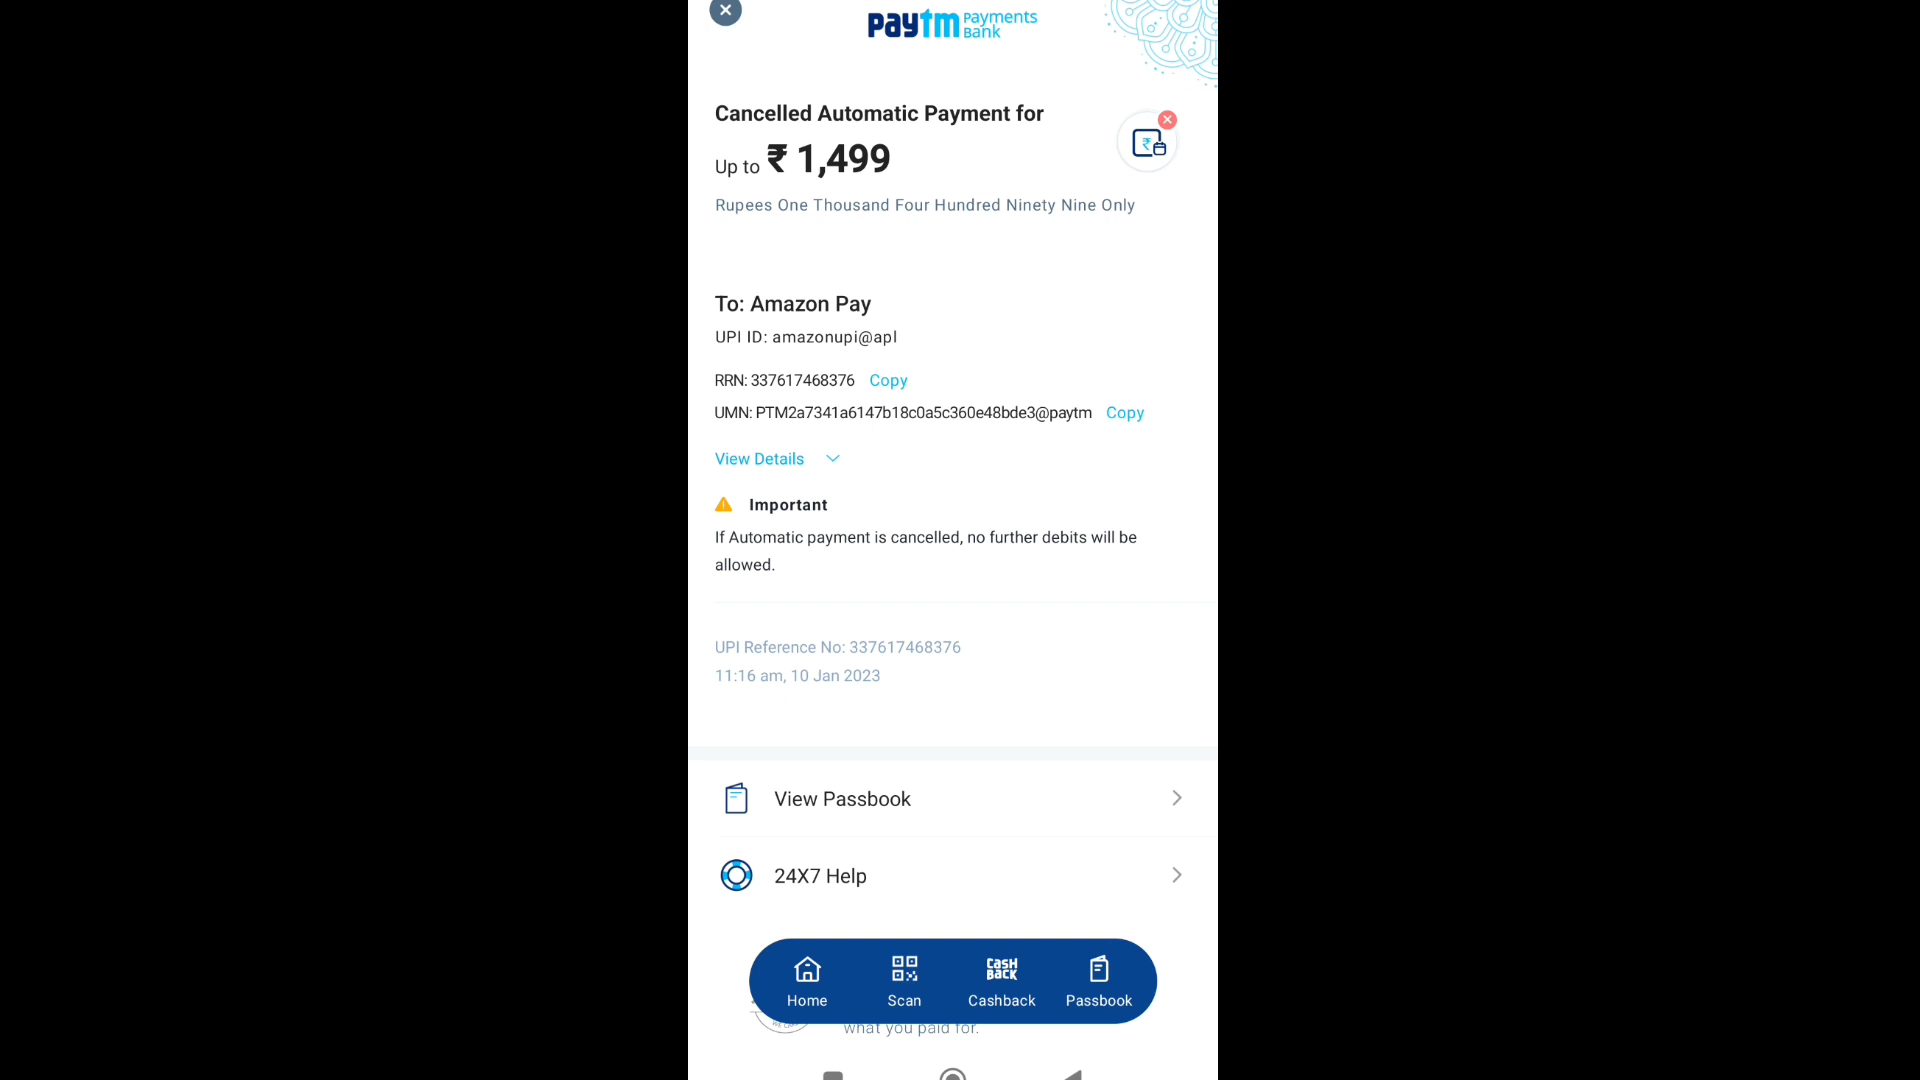 paytm Payments Bank
Cancelled Automatic Payment for
Up to ₹ 1,499
Rupees One Thousand Four Hundred Ninety Nine Only
To: Amazon Pay
UPI ID: amazonupi@apl
RRN: 337617468376 Copy
UMN: PTM2a7341a6147b18c0a5c360e48bde3@paytm Copy
View Details
Important
If Automatic payment is cancelled, no further debits will be
allowed.
UPI Reference No: 337617468376
11:16 am, 10 Jan 2023
View Passbook
24X7 Help
CASH BACK
Home Scan Cashback Passbook
what you paid for.